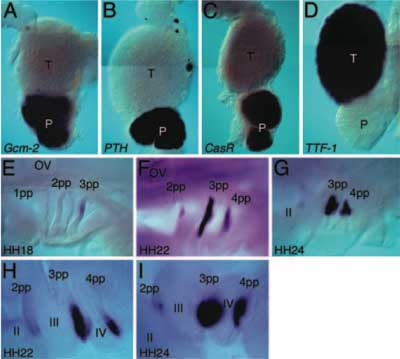 A B C D
T T T T
P P P P
Gcm-2 PTH CasR TTF-1
E OV 1pp 2pp 3pp HH18
F OV 2pp 3pp 4pp HH22
G 3pp 4pp II HH24
H 2pp 3pp 4pp II III IV HH22
I 2pp 3pp 4pp II III IV HH24